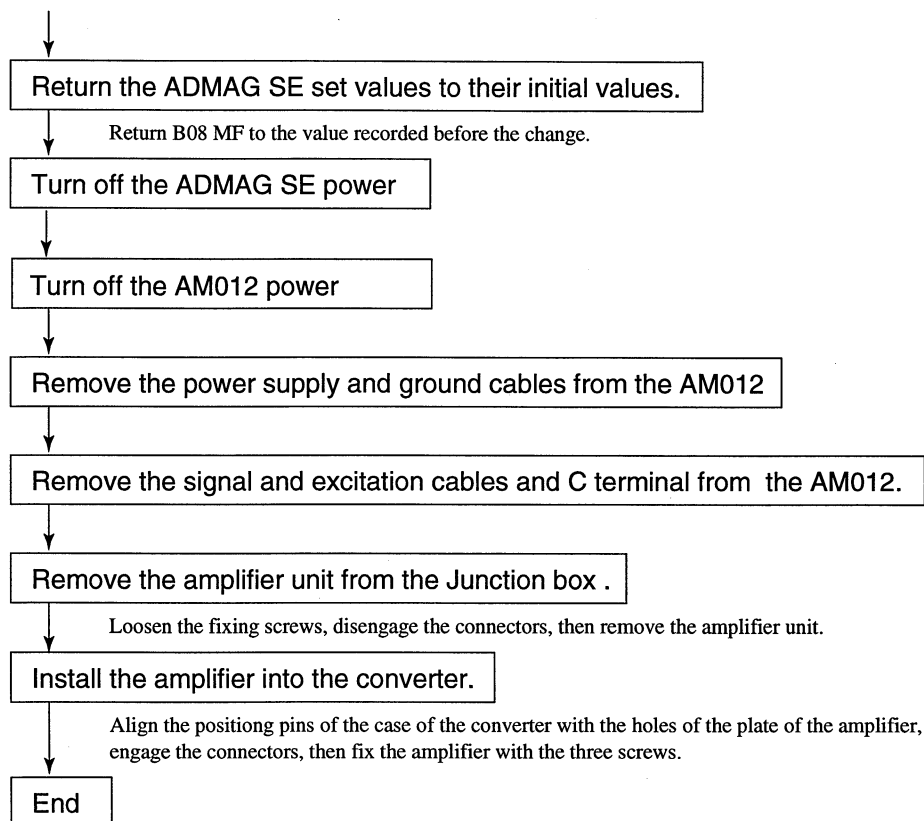 Return the ADMAG SE set values to their initial values.
Return B08 MF to the value recorded before the change.
Turn off the ADMAG SE power
Turn off the AM012 power
Remove the power supply and ground cables from the AM012
Remove the signal and excitation cables and C terminal from the AM012.
Remove the amplifier unit from the Junction box .
Loosen the fixing screws, disengage the connectors, then remove the amplifier unit.
Install the amplifier into the converter.
Align the positiong pins of the case of the converter with the holes of the plate of the amplifier,
engage the connectors, then fix the amplifier with the three screws.
End